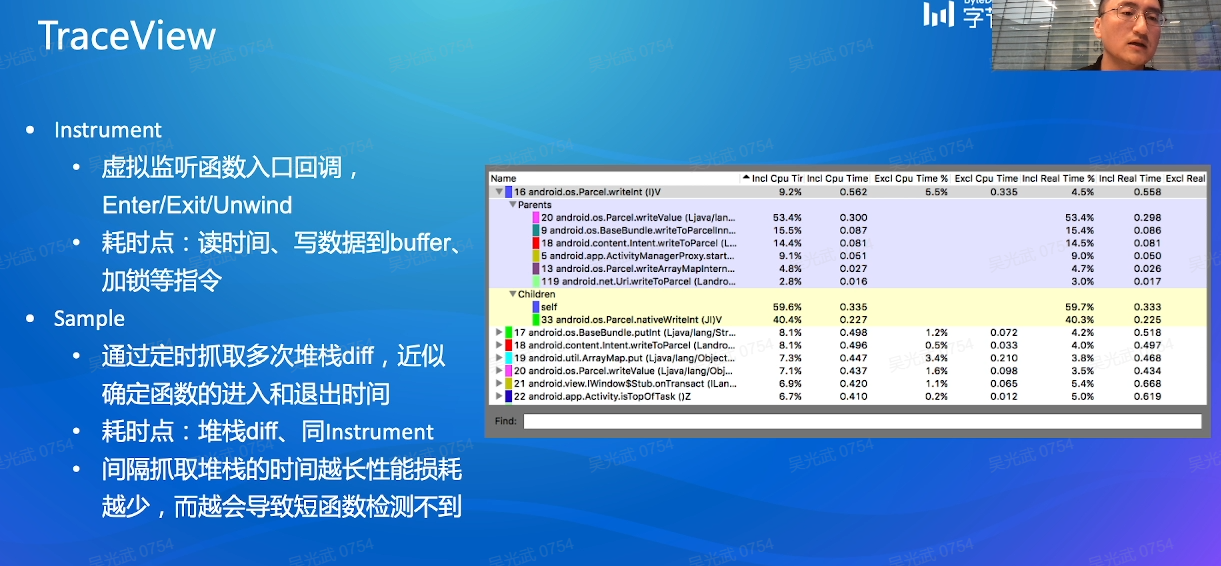 TraceView
字节
• Instrument
• 虚拟监听函数入口回调，
Enter/Exit/Unwind
• 耗时点：读时间、写数据到buffer、
加锁等指令
• Sample
• 通过定时抓取多次堆栈diff，近似
确定函数的进入和退出时间
• 耗时点：堆栈diff、同Instrument
• 间隔抓取堆栈的时间越长性能损耗
越少，而越会导致短函数检测不到
Name Incl Cpu Tir Incl Cpu Time Excl Cpu Time % Excl Cpu Time Incl Real Time % Incl Real Time Excl Real
16 android.os.Parcel.writeInt (I)V 9.2% 0.562 5.5% 0.335 4.5% 0.558
Parents
20 android.os.Parcel.writeValue (Ljava/lan... 53.4% 0.300 53.4% 0.298
9 android.os.BaseBundle.writeToParcelInn... 15.5% 0.087 15.4% 0.086
18 android.content.Intent.writeToParcel (L... 14.4% 0.081 14.5% 0.081
5 android.app.ActivityManagerProxy.start... 9.1% 0.051 9.0% 0.050
13 android.os.Parcel.writeArrayMapIntern... 4.8% 0.027 4.7% 0.026
119 android.net.Uri.writeToParcel (Landro... 2.8% 0.016 3.0% 0.017
Children
self 59.6% 0.335 59.7% 0.333
33 android.os.Parcel.nativeWriteInt (JI)V 40.4% 0.227 40.3% 0.225
17 android.os.BaseBundle.putInt (Ljava/lang/Str... 8.1% 0.498 1.2% 0.072 4.2% 0.518
18 android.content.Intent.writeToParcel (Landro... 8.1% 0.496 0.5% 0.033 4.0% 0.497
19 android.util.ArrayMap.put (Ljava/lang/Object... 7.3% 0.447 3.4% 0.210 3.8% 0.468
20 android.os.Parcel.writeValue (Ljava/lang/Obj... 7.1% 0.437 1.6% 0.098 3.5% 0.434
21 android.view.IWindow$Stub.onTransact (ILan... 6.9% 0.420 1.1% 0.065 5.4% 0.668
22 android.app.Activity.isTopOfTask ()Z 6.7% 0.410 0.2% 0.012 5.0% 0.619
Find:
吴光武 0754